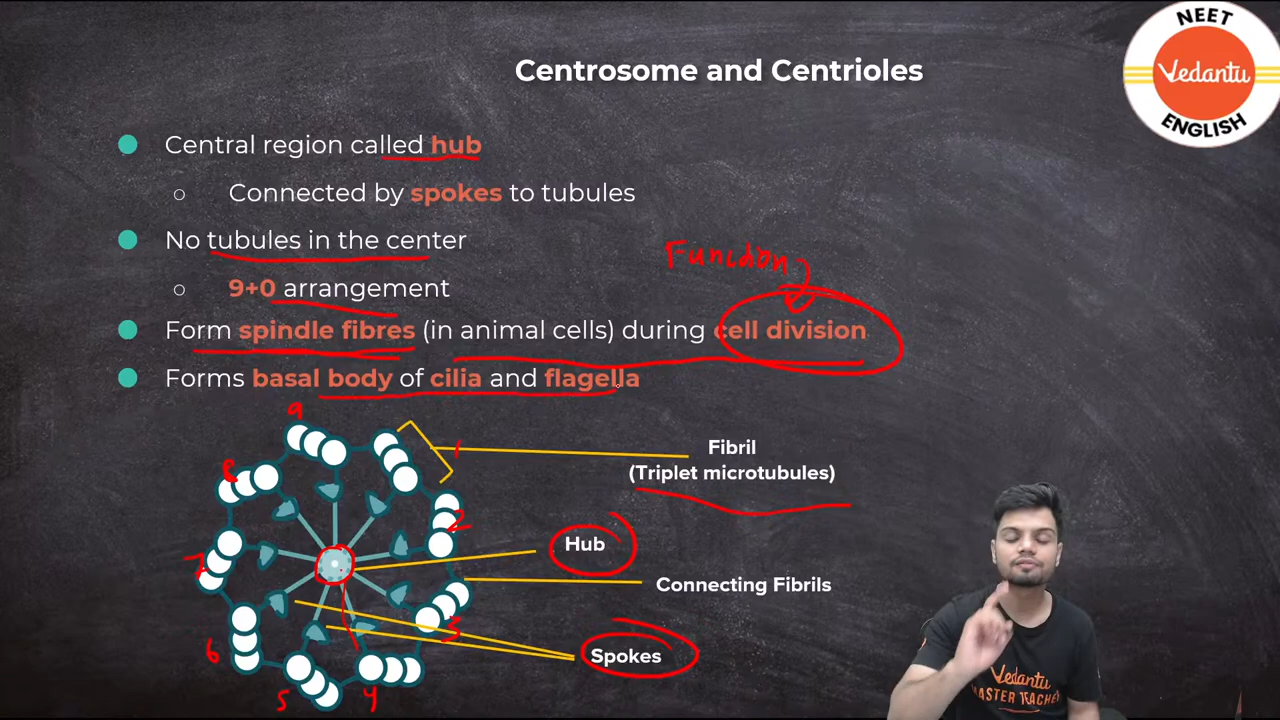 Centrosome and Centrioles
NEET
Vedantu
ENGLISH
Central region called hub
Connected by spokes to tubules
No tubules in the center
9+0 arrangement
Function
Form spindle fibres (in animal cells) during cell division
Forms basal body of cilia and flagella
9
8
1
2
7
3
6
5
4
Fibril
(Triplet microtubules)
Hub
Connecting Fibrils
Spokes
Vedantu
MASTER TEACHER